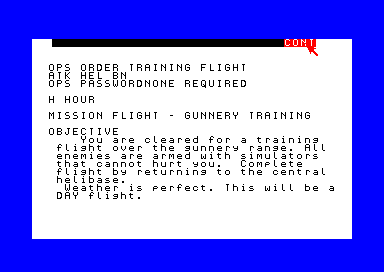 CONT
OPS ORDER TRAINING FLIGHT
ATK HEL BN
OPS PASSWORDNONE REQUIRED
H HOUR
MISSION FLIGHT - GUNNERY TRAINING
OBJECTIVE
You are cleared for a training
flight over the gunnery range. All
enemies are armed with simulators
that cannot hurt you. Complete
flight by returning to the central
helibase.
Weather is perfect. This will be a
DAY flight.